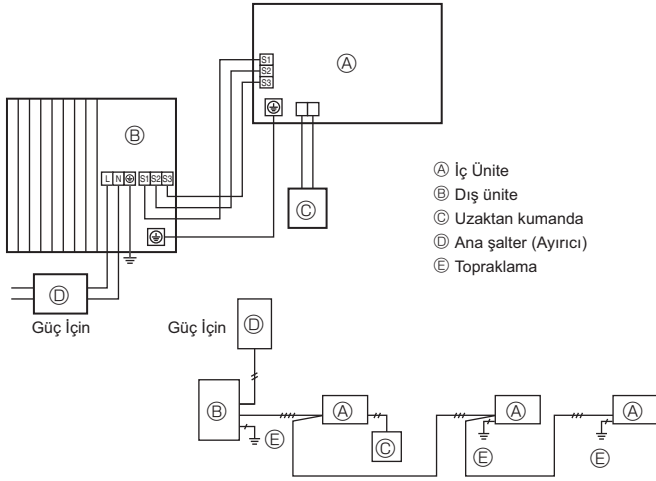 S1
S2
S3
Ⓐ
Ⓑ
L N S1 S2 S3
Ⓒ
Ⓓ
Güç İçin
Ⓐ İç Ünite
Ⓑ Dış ünite
Ⓒ Uzaktan kumanda
Ⓓ Ana şalter (Ayırıcı)
Ⓔ Topraklama
Güç İçin Ⓓ
Ⓑ Ⓔ Ⓐ Ⓒ Ⓐ Ⓔ Ⓐ Ⓔ